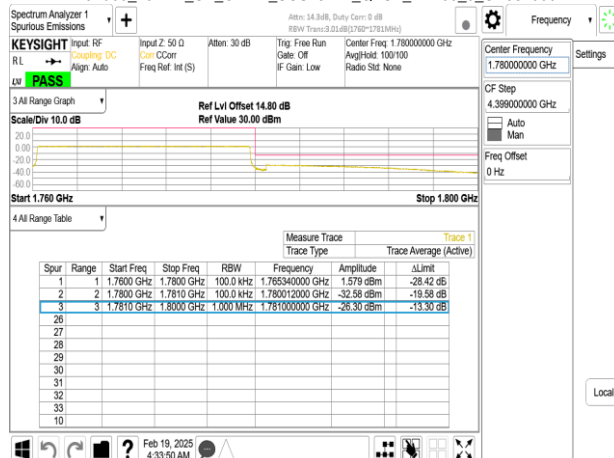 Spectrum Analyzer 1
Spurious Emissions
Attn: 14.3dB, Duty Corr: 0 dB
RSW Trans:3.01dB(1760~1781MHz)
Frequency
KEYSIGHT
RL
LXI
PASS
Input: RF
Coupling: DC
Align: Auto
Input Z: 50 Ω
Corr CCorr
Freq Ref: Int (S)
Atten: 30 dB
Trig: Free Run
Gate: Off
IF Gain: Low
Center Freq: 1.780000000 GHz
Avg|Hold: 100/100
Radio Std: None
Center Frequency
1.780000000 GHz
Settings
CF Step
4.399000000 GHz
Auto
Man
Freq Offset
0 Hz
3 All Range Graph
Ref Lvl Offset 14.80 dB
Scale/Div 10.0 dB
Ref Value 30.00 dBm
20.0
0.00
-20.0
-40.0
-60.0
Start 1.760 GHz
Stop 1.800 GHz
4 All Range Table
Measure Trace Trace 1
Trace Type Trace Average (Active)
Spur Range Start Freq Stop Freq RBW Frequency Amplitude ΔLimit
1 1 1.7600 GHz 1.7800 GHz 100.0 kHz 1.765340000 GHz 1.579 dBm -28.42 dB
2 2 1.7800 GHz 1.7810 GHz 100.0 kHz 1.780012000 GHz -32.58 dBm -19.58 dB
3 3 1.7810 GHz 1.8000 GHz 1.000 MHz 1.781000000 GHz -26.30 dBm -13.30 dB
26
27
28
29
30
31
32
33
10
Local
Feb 19, 2025
4:33:50 AM